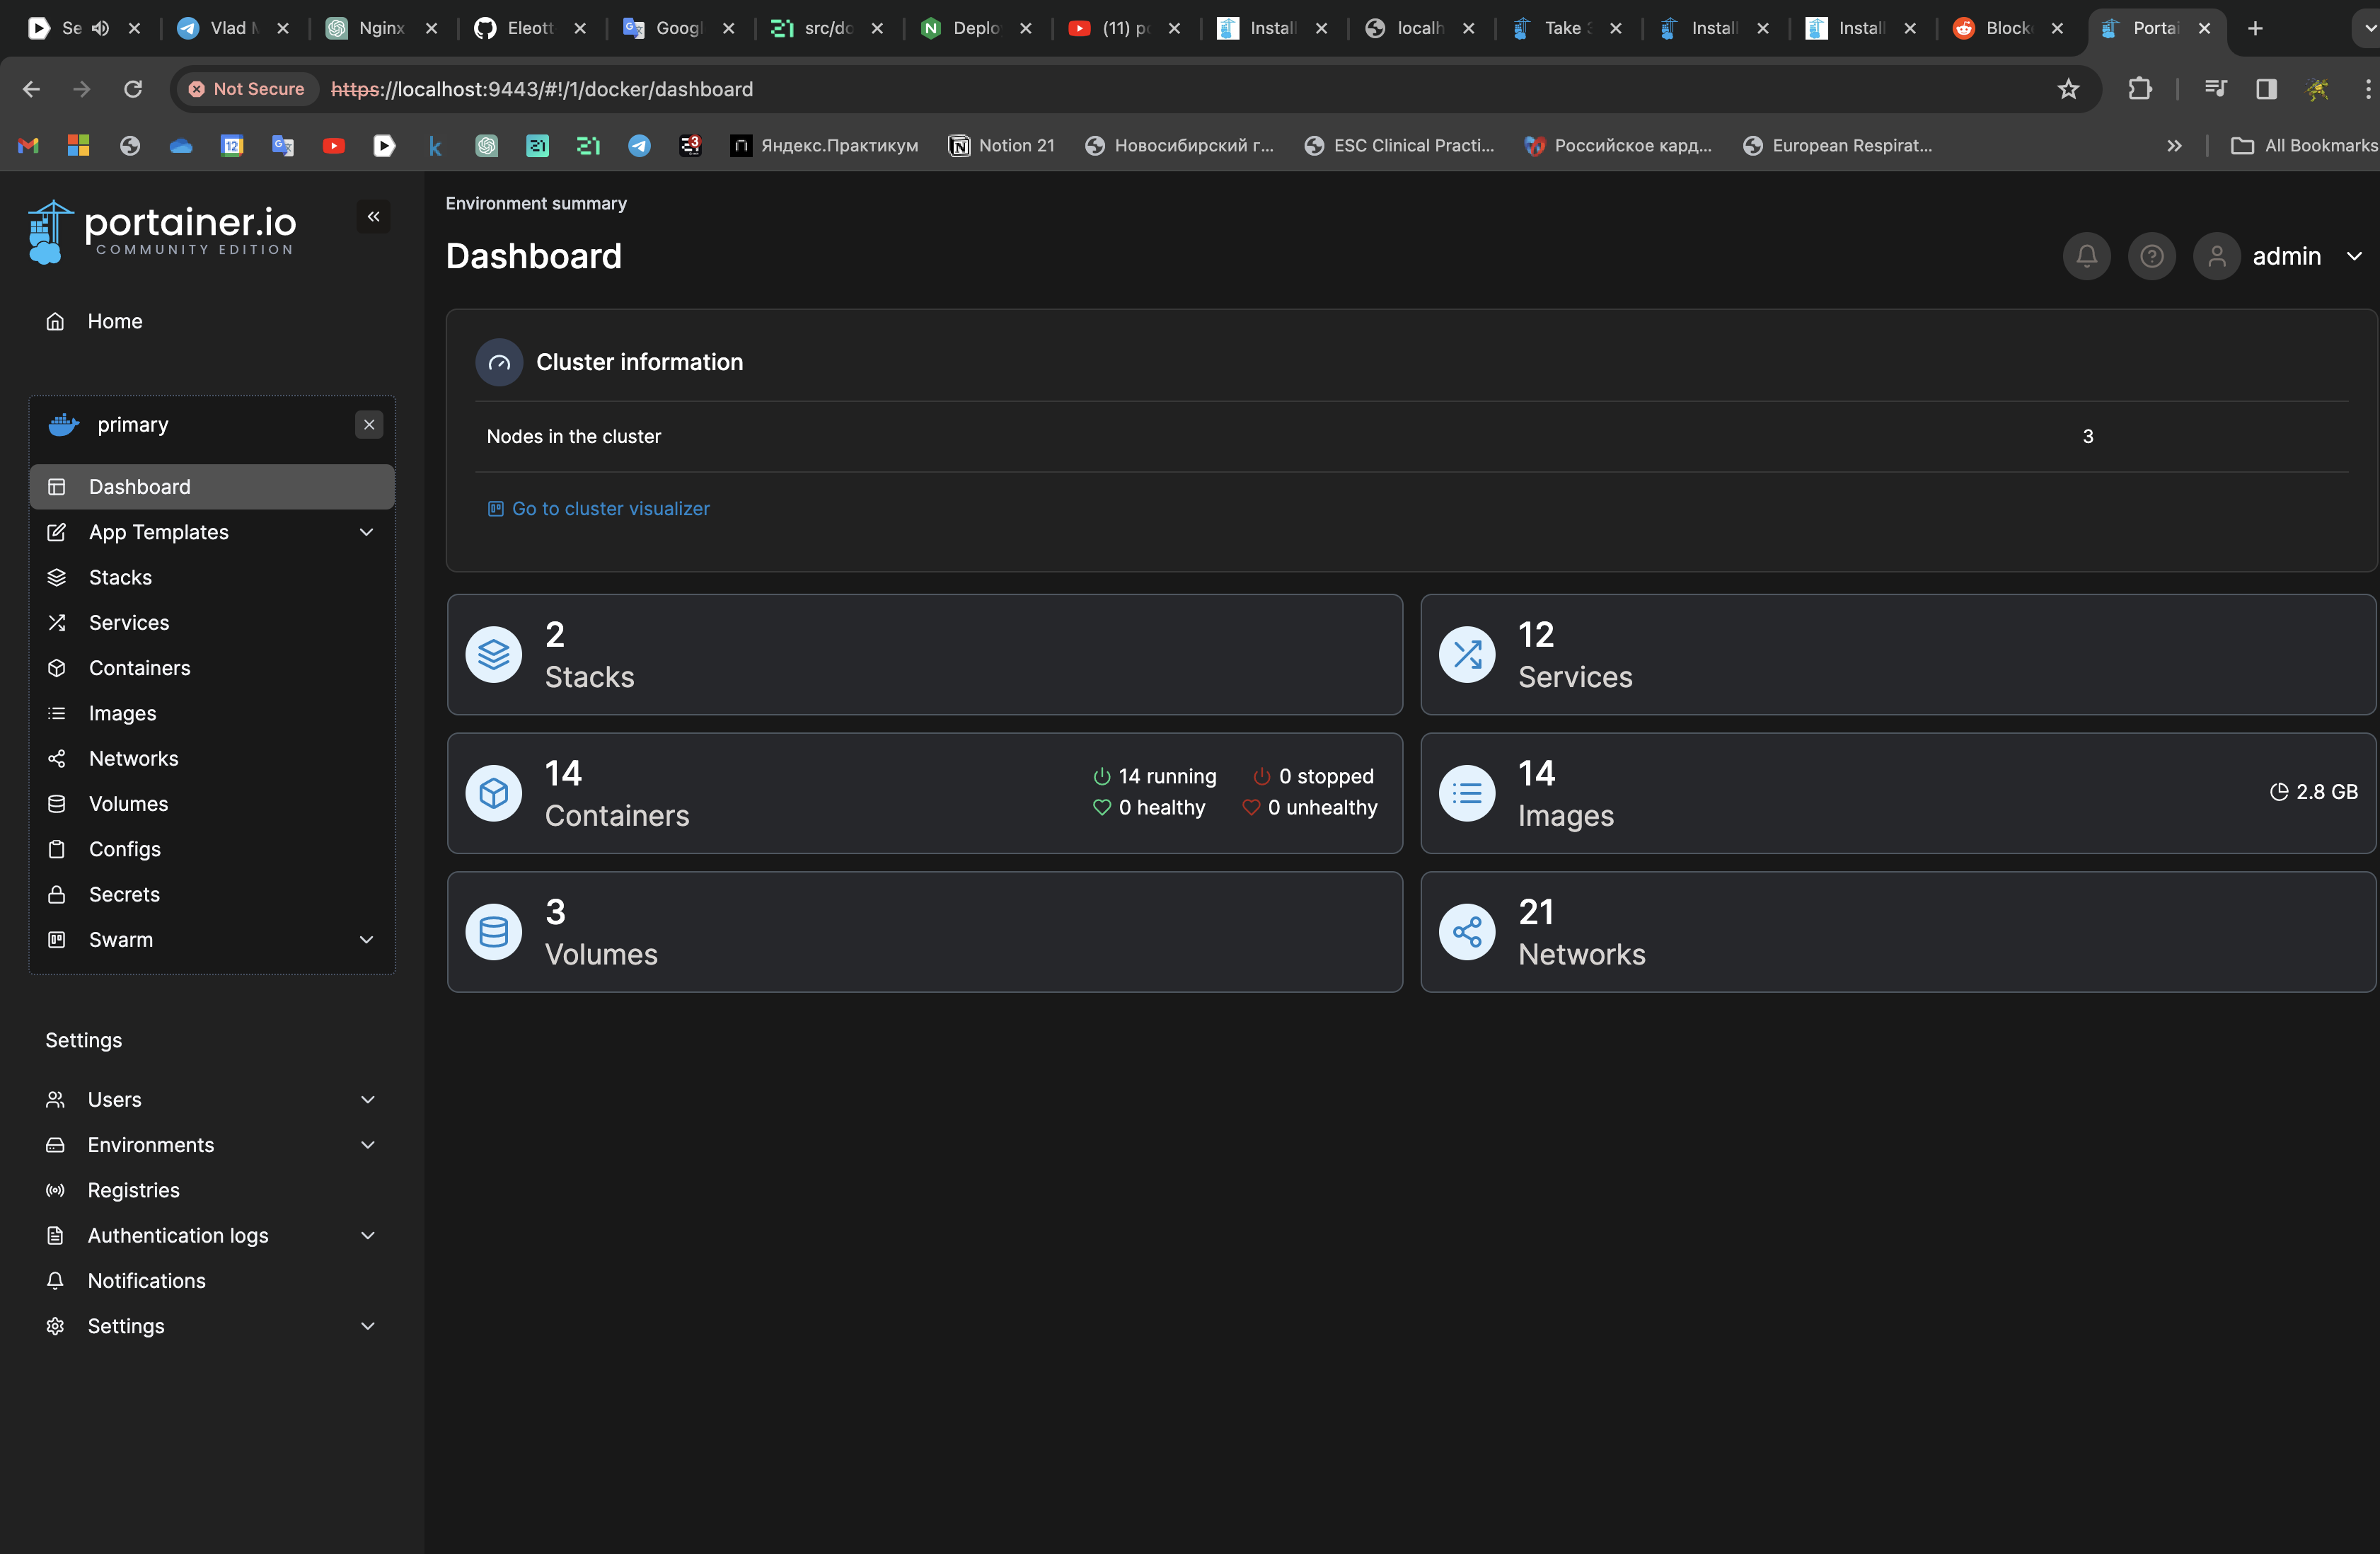 Se
Vlad M
Nginx
Eleott
Googl
src/do
Deplo
(11) po
Install
localh
Take 3
Install
Install
Block
Portai
Not Secure https://localhost:9443/#!/1/docker/dashboard
Яндекс.Практикум
Notion 21
Новосибирский г...
ESC Clinical Practi...
Российское кард...
European Respirat...
All Bookmarks
portainer.io
COMMUNITY EDITION
Home
primary
Dashboard
App Templates
Stacks
Services
Containers
Images
Networks
Volumes
Configs
Secrets
Swarm
Settings
Users
Environments
Registries
Authentication logs
Notifications
Settings
Environment summary
Dashboard
admin
Cluster information
Nodes in the cluster 3
Go to cluster visualizer
2
Stacks
12
Services
14
Containers
14 running 0 stopped
0 healthy 0 unhealthy
14
Images
2.8 GB
3
Volumes
21
Networks